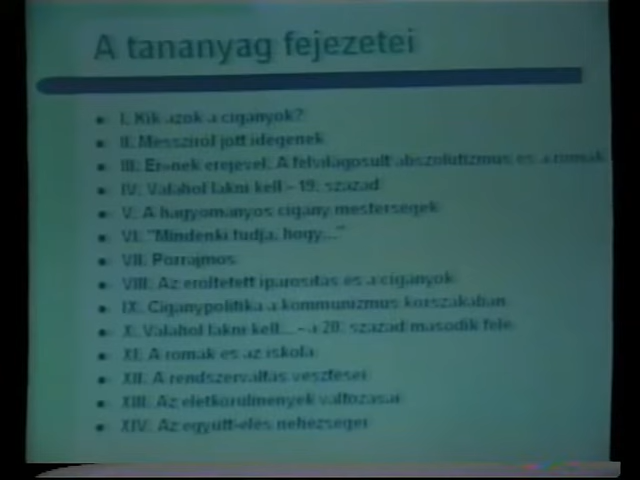 A tananyag fejezetei
• I. Kik azok a cigányok?
• II. Messziről jött idegenek
• III. Ér=nek erejével. A felvilágosult abszolutizmus és a romák
• IV. Valahol lakni kell - 19. század
• V. A hagyományos cigány mesterségek
• VI. "Mindenki tudja, hogy..."
• VII. Porrajmos
• VIII. Az erőltetett iparosítás és a cigányok
• IX. Cigánypolitika a kommunizmus korszakában
• X. Valahol lakni kell... - a 20. század második fele
• XI. A romák és az iskola
• XII. A rendszerváltás vesztesei
• XIII. Az életkörülmények változásai
• XIV. Az együtt-élés nehézségei